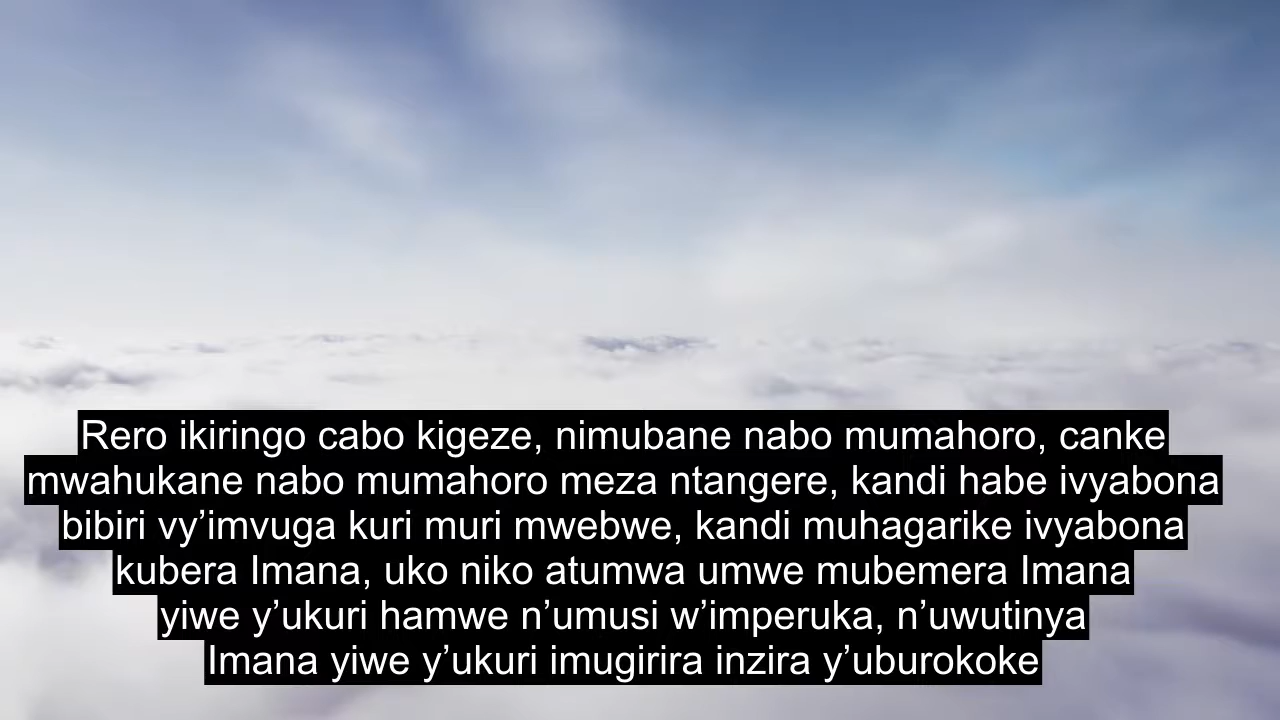 Rero ikiringo cabo kigeze, nimubane nabo mumahoro, canke
mwahukane nabo mumahoro meza ntangere, kandi habe ivyabona
bibiri vy’imvuga kuri muri mwebwe, kandi muhagarike ivyabona
kubera Imana, uko niko atumwa umwe mubemera Imana
yiwe y’ukuri hamwe n’umusi w’imperuka, n’uwutinya
Imana yiwe y’ukuri imugirira inzira y’uburokoke